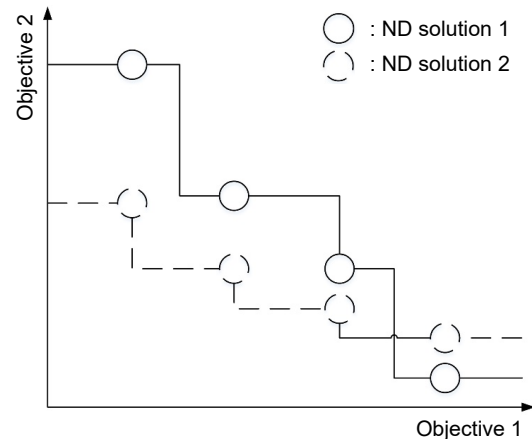 Objective 2
: ND solution 1
: ND solution 2
Objective 1